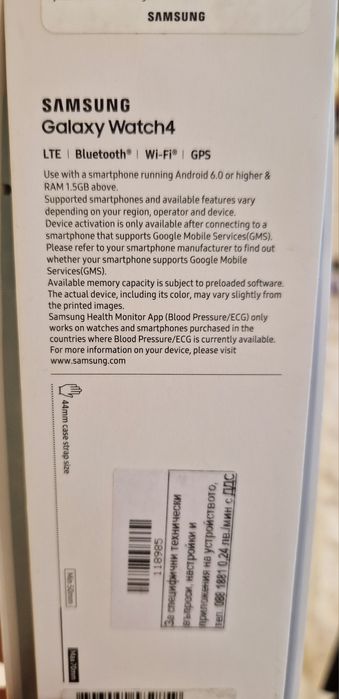 SAMSUNG
SAMSUNG
Galaxy Watch4
LTE | Bluetooth® | Wi-Fi® | GPS
Use with a smartphone running Android 6.0 or higher &
RAM 1.5GB above.
Supported smartphones and available features vary
depending on your region, operator and device.
Device activation is only available after connecting to a
smartphone that supports Google Mobile Services(GMS).
Please refer to your smartphone manufacturer to find out
whether your smartphone supports Google Mobile
Services(GMS).
Available memory capacity is subject to preloaded software.
The actual device, including its color, may vary slightly from
the printed images.
Samsung Health Monitor App (Blood Pressure/ECG) only
works on watches and smartphones purchased in the
countries where Blood Pressure/ECG is currently available.
For more information on your device, please visit
www.samsung.com
44mm case strap size
118985
За специфични технически
въпроси, настройки и
приложения на устройството,
тел. 088 1881 0,24 лв./мин с ДДС